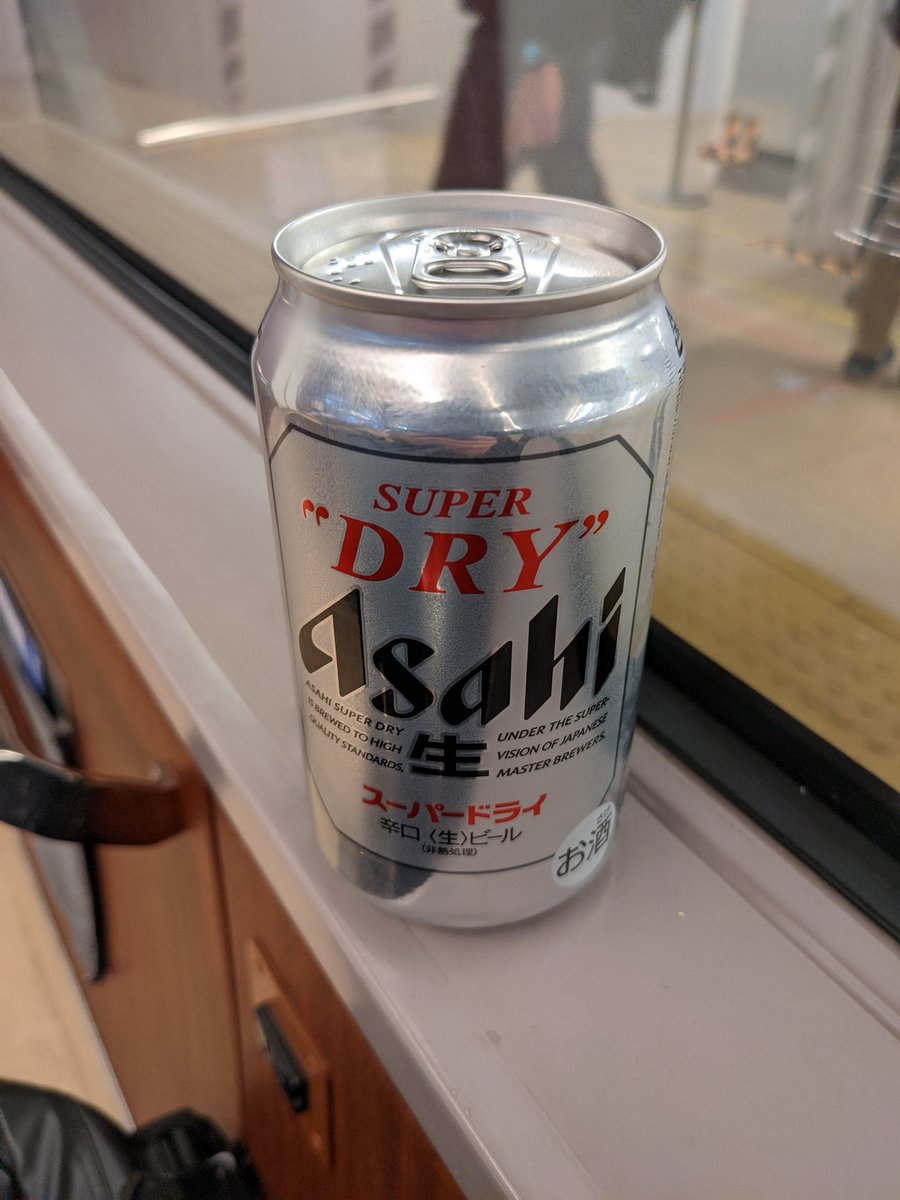 SUPER
"DRY"
Asahi
ASAHI SUPER DRY
IS BREWED TO HIGH
QUALITY STANDARDS,
生
UNDER THE SUPER-
VISION OF JAPANESE
MASTER BREWERS.
スーパードライ
辛口〈生〉ビール
(非熱処理)
さけ
お酒